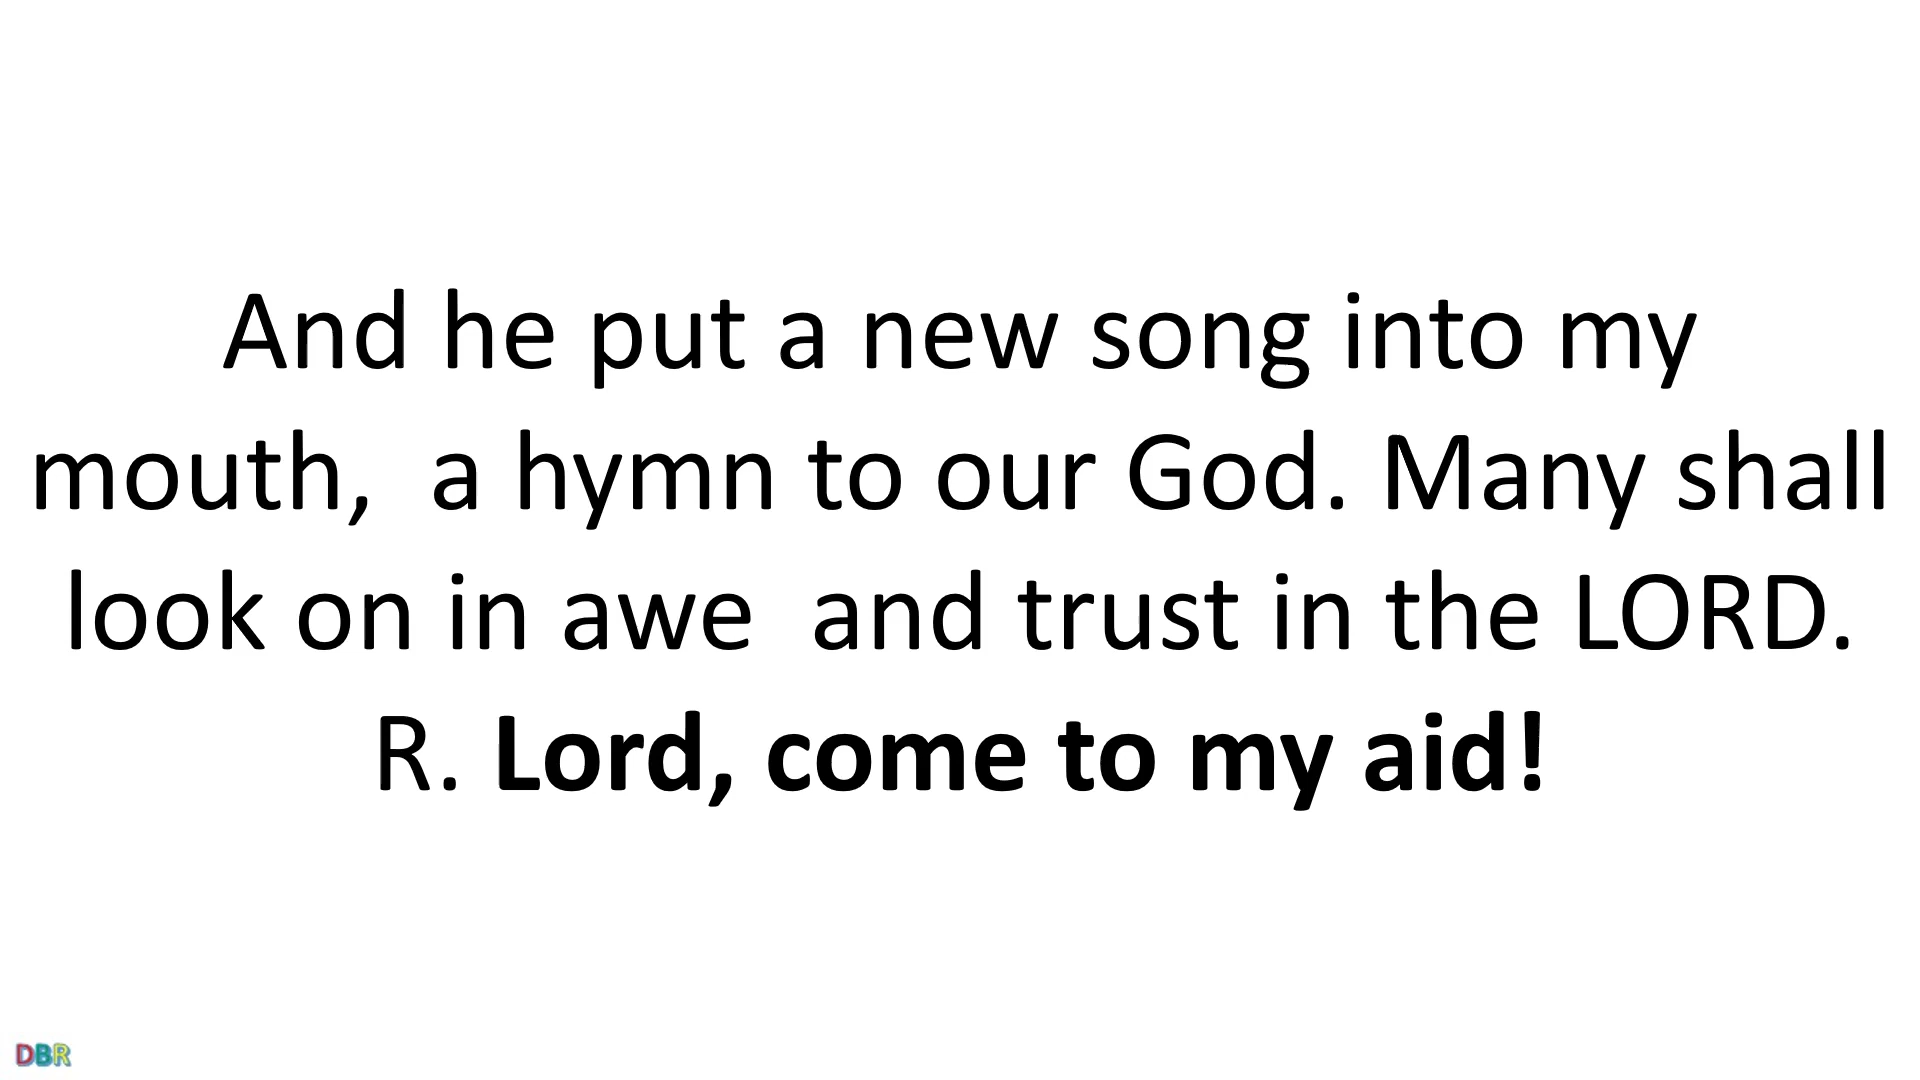 And he put a new song into my
mouth,  a hymn to our God. Many shall
look on in awe  and trust in the LORD.
R. Lord, come to my aid!
DBR